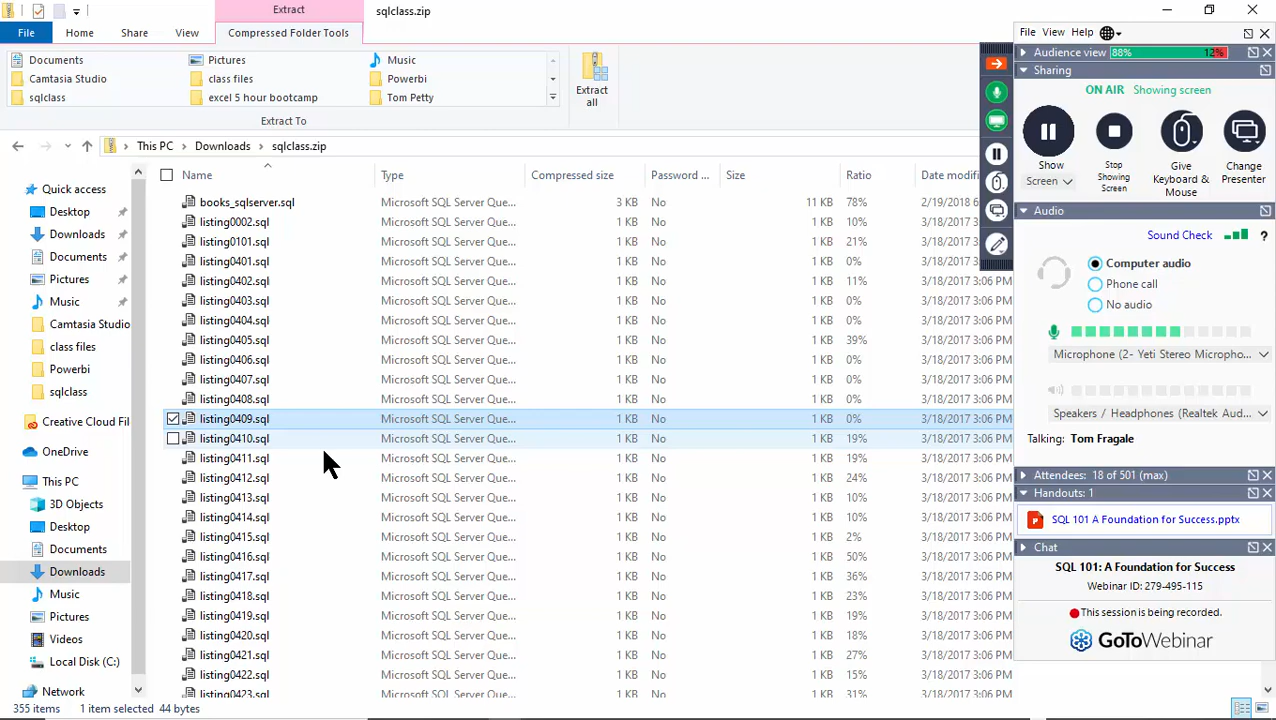 Extract
sqlclass.zip
File
Home
Share
View
Compressed Folder Tools
Documents
Pictures
Music
Camtasia Studio
class files
Powerbi
sqlclass
excel 5 hour bootcamp
Tom Petty
Extract all
Extract To
This PC > Downloads > sqlclass.zip
Name Type Compressed size Password ... Size Ratio Date modifi
books_sqlserver.sql Microsoft SQL Server Que... 3 KB No 11 KB 78% 2/19/2018 6
listing0002.sql Microsoft SQL Server Que... 1 KB No 1 KB 10% 3/18/2017 3:06 PM
listing0101.sql Microsoft SQL Server Que... 1 KB No 1 KB 21% 3/18/2017 3:06 PM
listing0401.sql Microsoft SQL Server Que... 1 KB No 1 KB 0% 3/18/2017 3:06 PM
listing0402.sql Microsoft SQL Server Que... 1 KB No 1 KB 11% 3/18/2017 3:06 PM
listing0403.sql Microsoft SQL Server Que... 1 KB No 1 KB 0% 3/18/2017 3:06 PM
listing0404.sql Microsoft SQL Server Que... 1 KB No 1 KB 0% 3/18/2017 3:06 PM
listing0405.sql Microsoft SQL Server Que... 1 KB No 1 KB 39% 3/18/2017 3:06 PM
listing0406.sql Microsoft SQL Server Que... 1 KB No 1 KB 0% 3/18/2017 3:06 PM
listing0407.sql Microsoft SQL Server Que... 1 KB No 1 KB 0% 3/18/2017 3:06 PM
listing0408.sql Microsoft SQL Server Que... 1 KB No 1 KB 0% 3/18/2017 3:06 PM
listing0409.sql Microsoft SQL Server Que... 1 KB No 1 KB 0% 3/18/2017 3:06 PM
listing0410.sql Microsoft SQL Server Que... 1 KB No 1 KB 19% 3/18/2017 3:06 PM
listing0411.sql Microsoft SQL Server Que... 1 KB No 1 KB 19% 3/18/2017 3:06 PM
listing0412.sql Microsoft SQL Server Que... 1 KB No 1 KB 24% 3/18/2017 3:06 PM
listing0413.sql Microsoft SQL Server Que... 1 KB No 1 KB 10% 3/18/2017 3:06 PM
listing0414.sql Microsoft SQL Server Que... 1 KB No 1 KB 10% 3/18/2017 3:06 PM
listing0415.sql Microsoft SQL Server Que... 1 KB No 1 KB 2% 3/18/2017 3:06 PM
listing0416.sql Microsoft SQL Server Que... 1 KB No 1 KB 50% 3/18/2017 3:06 PM
listing0417.sql Microsoft SQL Server Que... 1 KB No 1 KB 36% 3/18/2017 3:06 PM
listing0418.sql Microsoft SQL Server Que... 1 KB No 1 KB 23% 3/18/2017 3:06 PM
listing0419.sql Microsoft SQL Server Que... 1 KB No 1 KB 19% 3/18/2017 3:06 PM
listing0420.sql Microsoft SQL Server Que... 1 KB No 1 KB 18% 3/18/2017 3:06 PM
listing0421.sql Microsoft SQL Server Que... 1 KB No 1 KB 27% 3/18/2017 3:06 PM
listing0422.sql Microsoft SQL Server Que... 1 KB No 1 KB 15% 3/18/2017 3:06 PM
listing0423.sql Microsoft SQL Server Que... 1 KB No 1 KB 31% 3/18/2017 3:06 PM
Quick access
Desktop
Downloads
Documents
Pictures
Music
Camtasia Studio
class files
Powerbi
sqlclass
Creative Cloud Fil
OneDrive
This PC
3D Objects
Desktop
Documents
Downloads
Music
Pictures
Videos
Local Disk (C:)
Network
355 items 1 item selected 44 bytes
File View Help
Audience view 88% 12%
Sharing
ON AIR Showing screen
Show
Screen
Stop Showing Screen
Give Keyboard & Mouse
Change Presenter
Audio
Sound Check ?
Computer audio
Phone call
No audio
Microphone (2- Yeti Stereo Micropho...
Speakers / Headphones (Realtek Aud...
Talking: Tom Fragale
Attendees: 18 of 501 (max)
Handouts: 1
SQL 101 A Foundation for Success.pptx
Chat
SQL 101: A Foundation for Success
Webinar ID: 279-495-115
This session is being recorded.
GoToWebinar